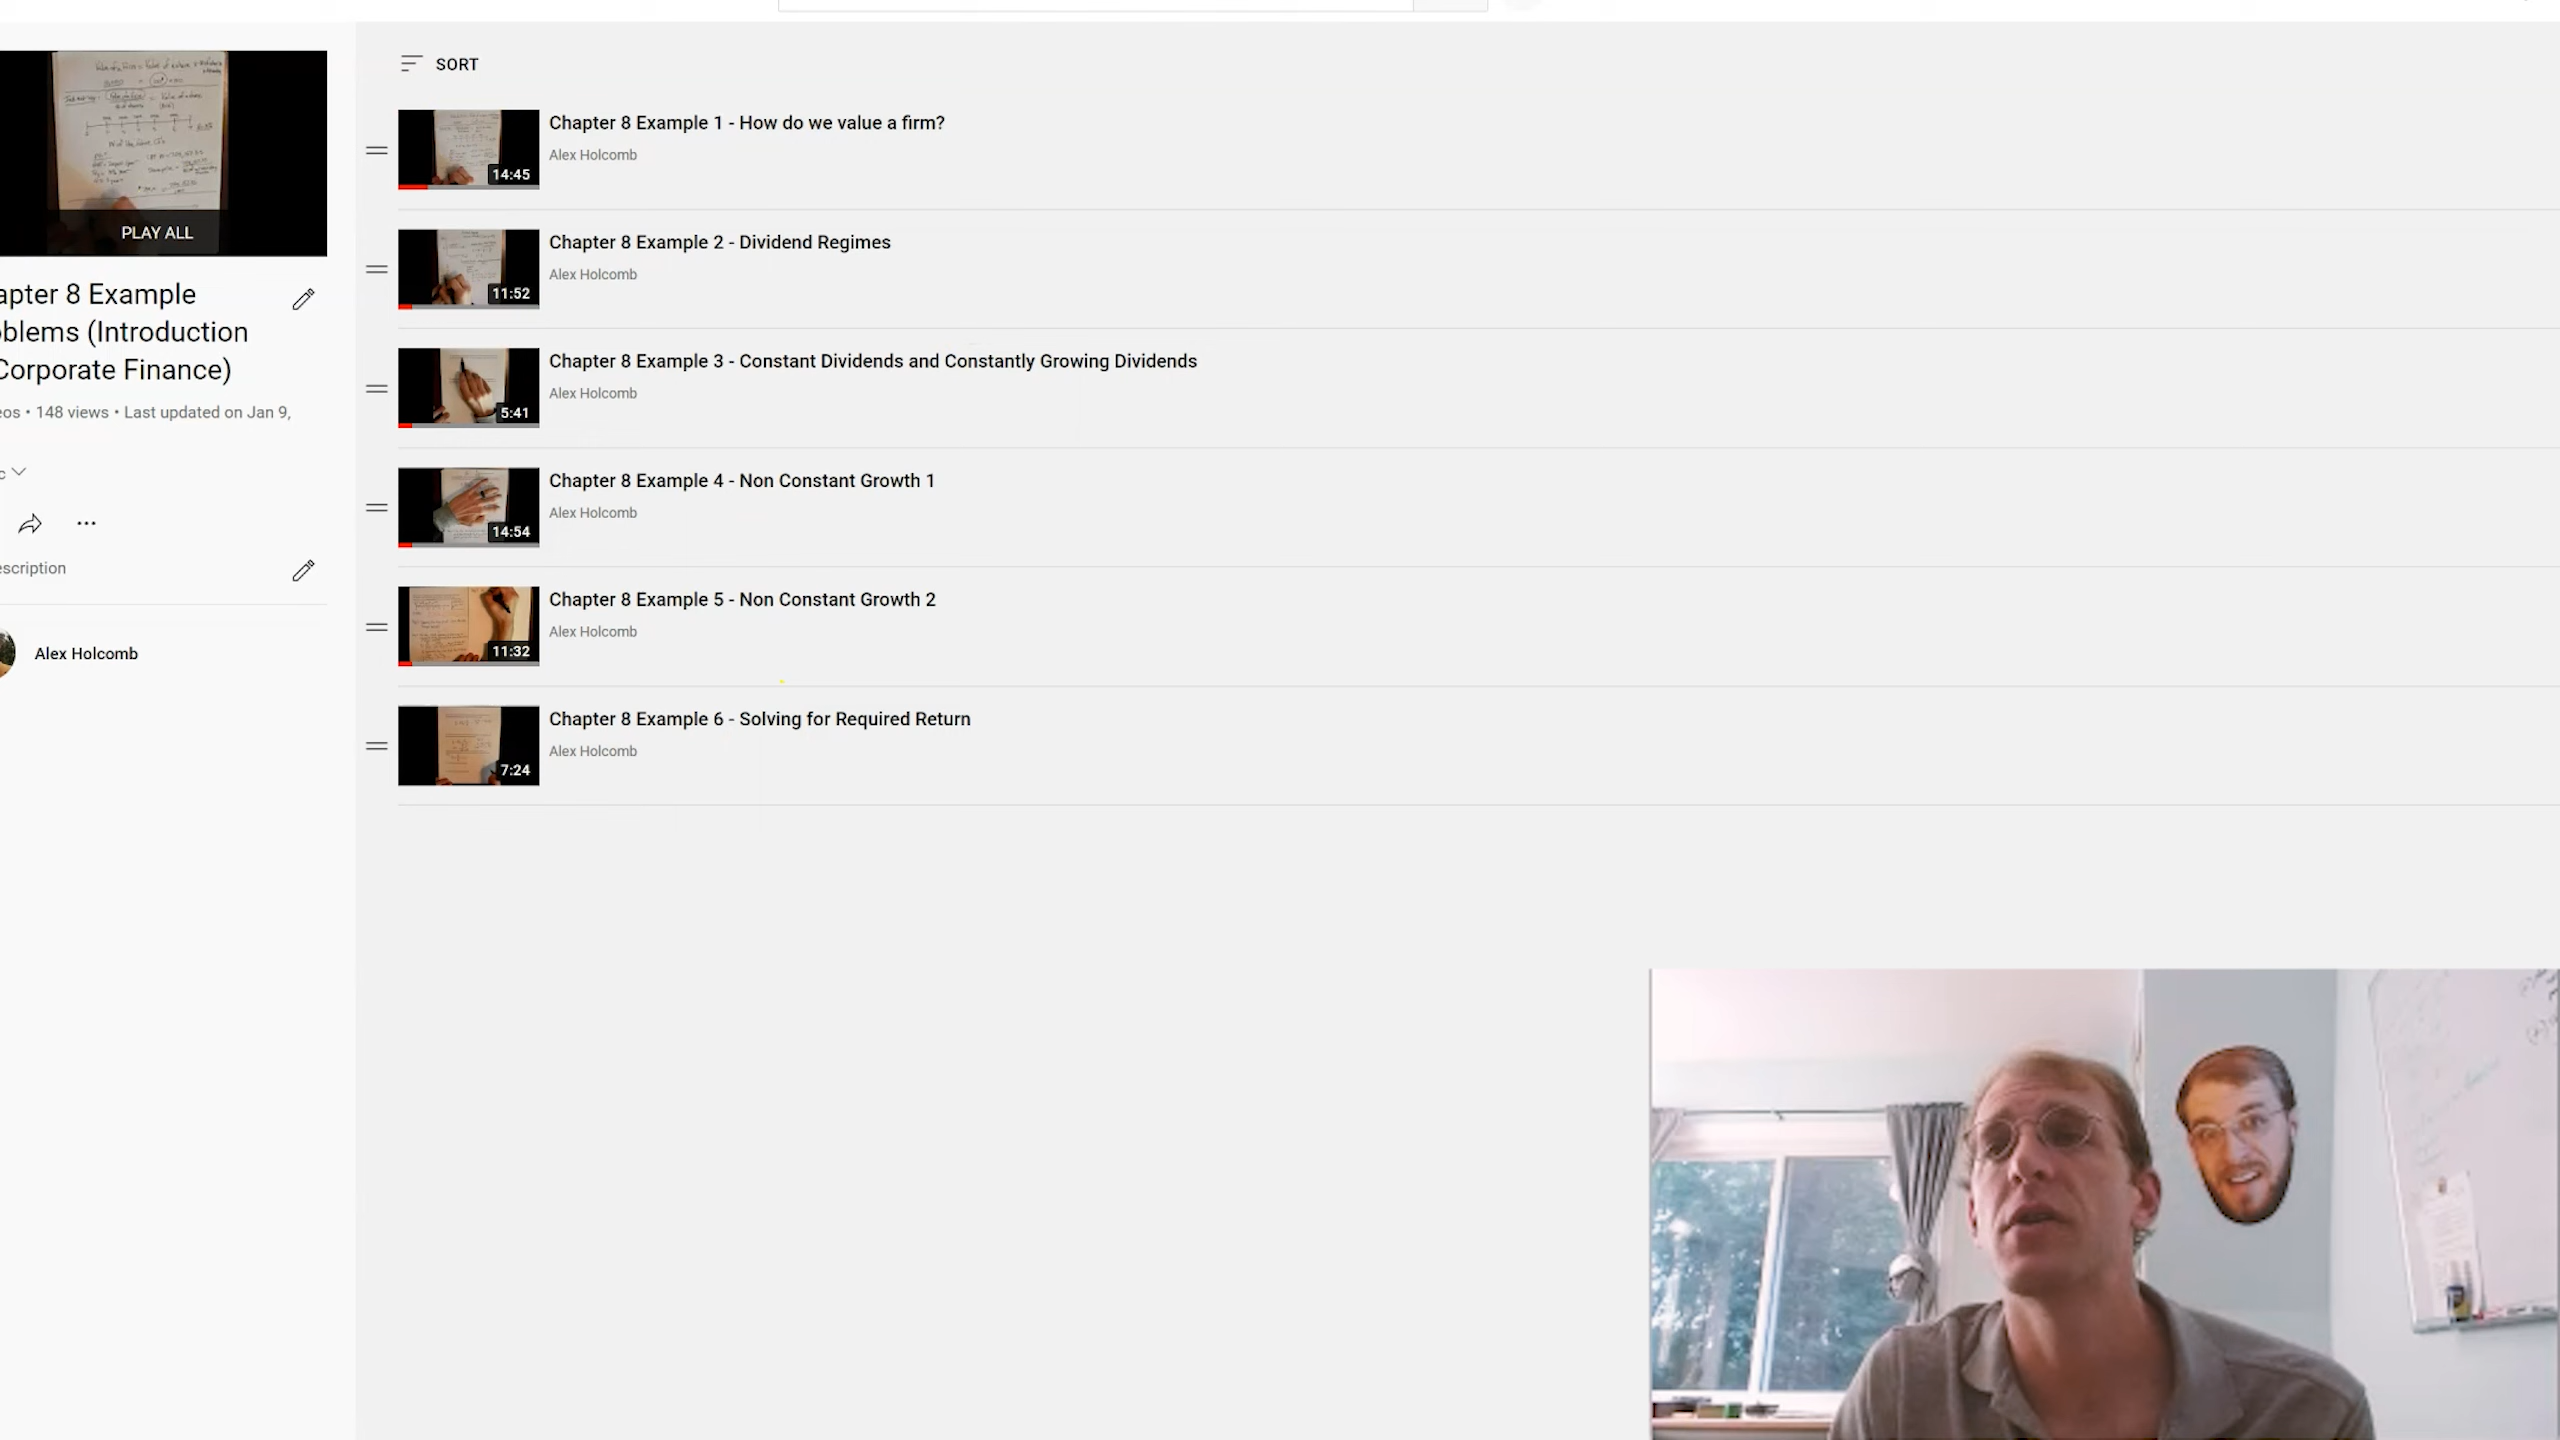 PLAY ALL
apter 8 Example
blems (Introduction
Corporate Finance)
eos • 148 views • Last updated on Jan 9,
c
escription
Alex Holcomb
SORT
Chapter 8 Example 1 - How do we value a firm?
Alex Holcomb
14:45
Chapter 8 Example 2 - Dividend Regimes
Alex Holcomb
11:52
Chapter 8 Example 3 - Constant Dividends and Constantly Growing Dividends
Alex Holcomb
5:41
Chapter 8 Example 4 - Non Constant Growth 1
Alex Holcomb
14:54
Chapter 8 Example 5 - Non Constant Growth 2
Alex Holcomb
11:32
Chapter 8 Example 6 - Solving for Required Return
Alex Holcomb
7:24